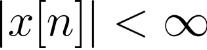 |x[n]| < ∞